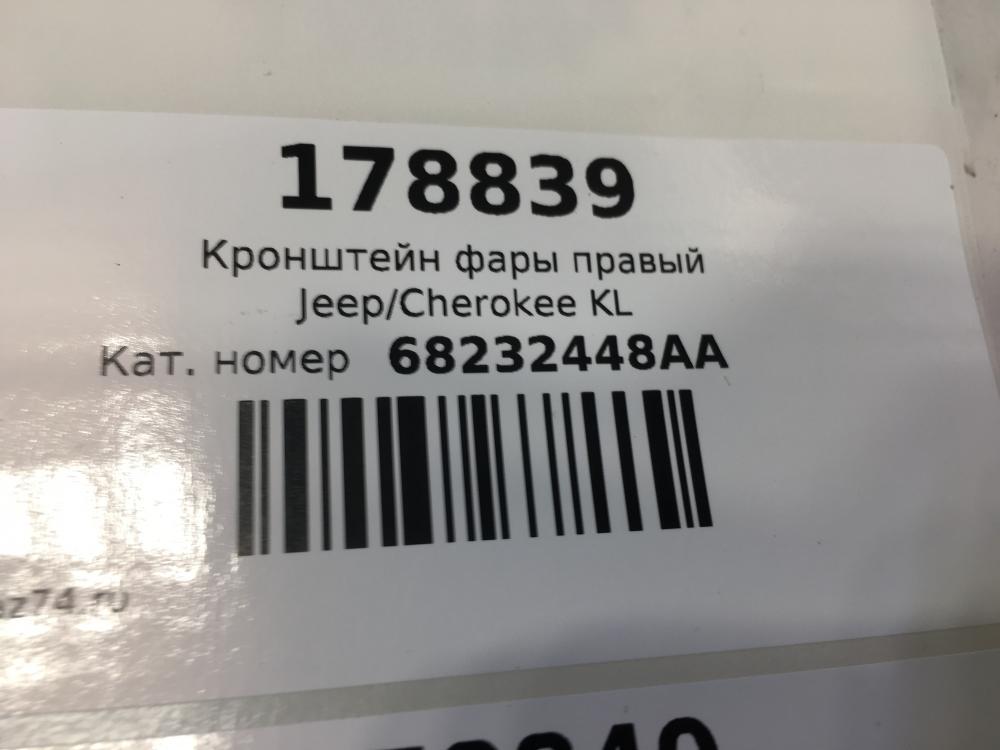 178839
Кронштейн фары правый
Jeep/Cherokee KL
Кат. номер 68232448AA